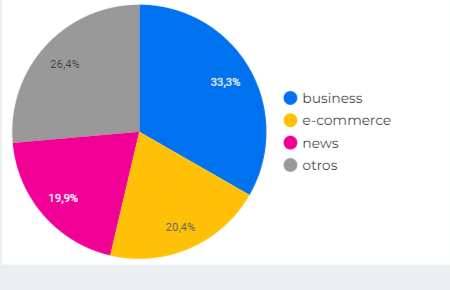 26,4%
33,3%
19,9%
20,4%
business
e-commerce
news
otros